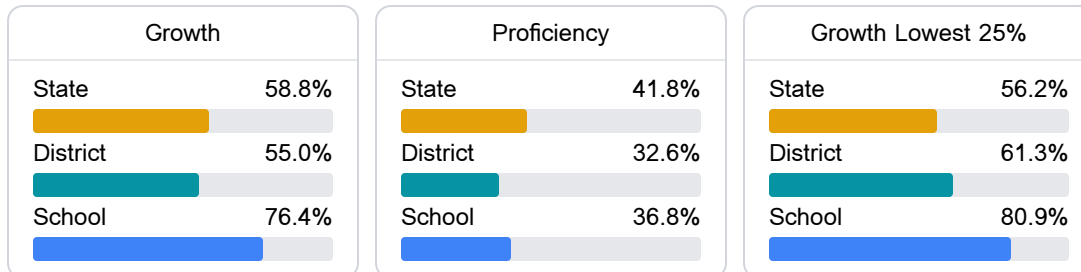 Growth
State 58.8%
District 55.0%
School 76.4%
Proficiency
State 41.8%
District 32.6%
School 36.8%
Growth Lowest 25%
State 56.2%
District 61.3%
School 80.9%